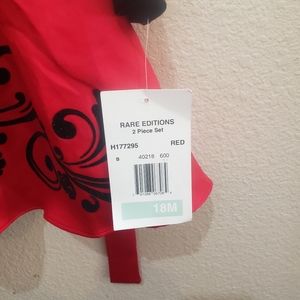 RARE EDITIONS
2 Piece Set
H177295 RED
B 40218 600
18M